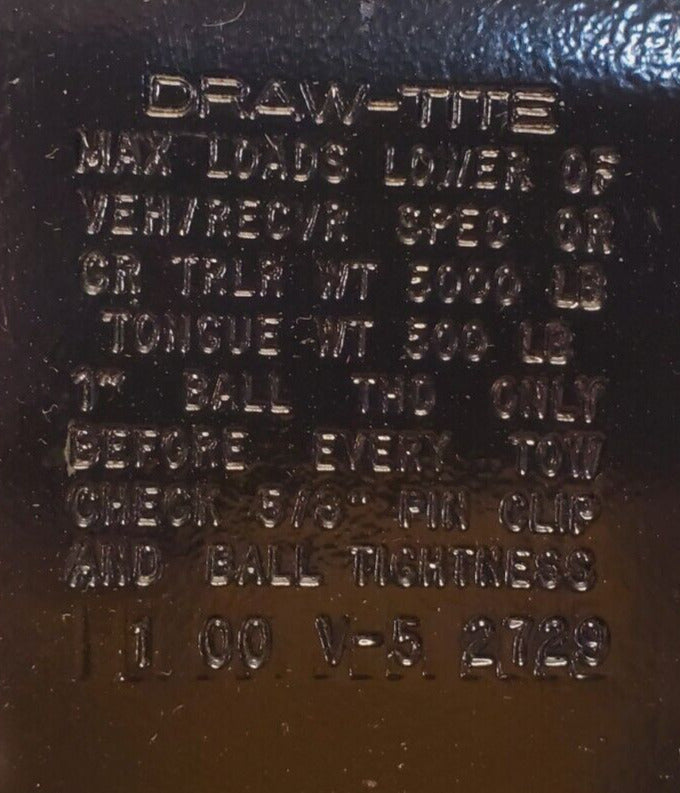 DRAW-TITE
MAX LOADS LOWER OF
VEH/RECVR SPEC OR
GR TRLR WT 5000 LB
TONGUE WT 500 LB
1" BALL THD ONLY
BEFORE EVERY TOW
CHECK 5/8" PIN CLIP
AND BALL TIGHTNESS
1 00 V-5 2729